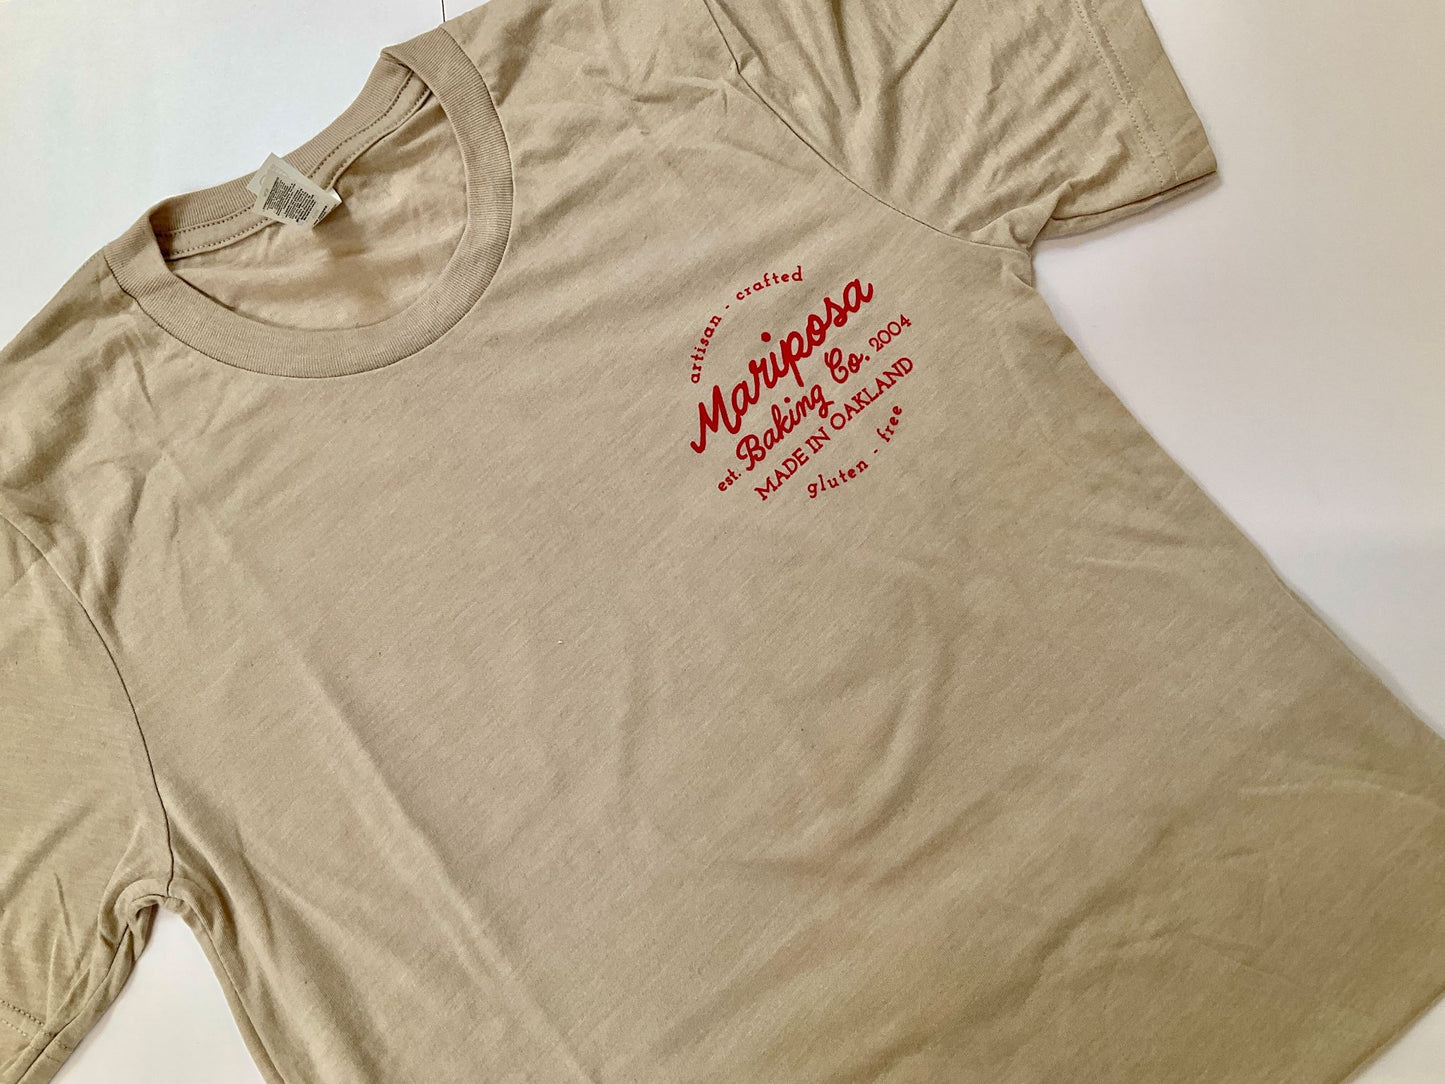 artisan - crafted
Mariposa
Baking Co.
est. 2004
MADE IN OAKLAND
gluten - free